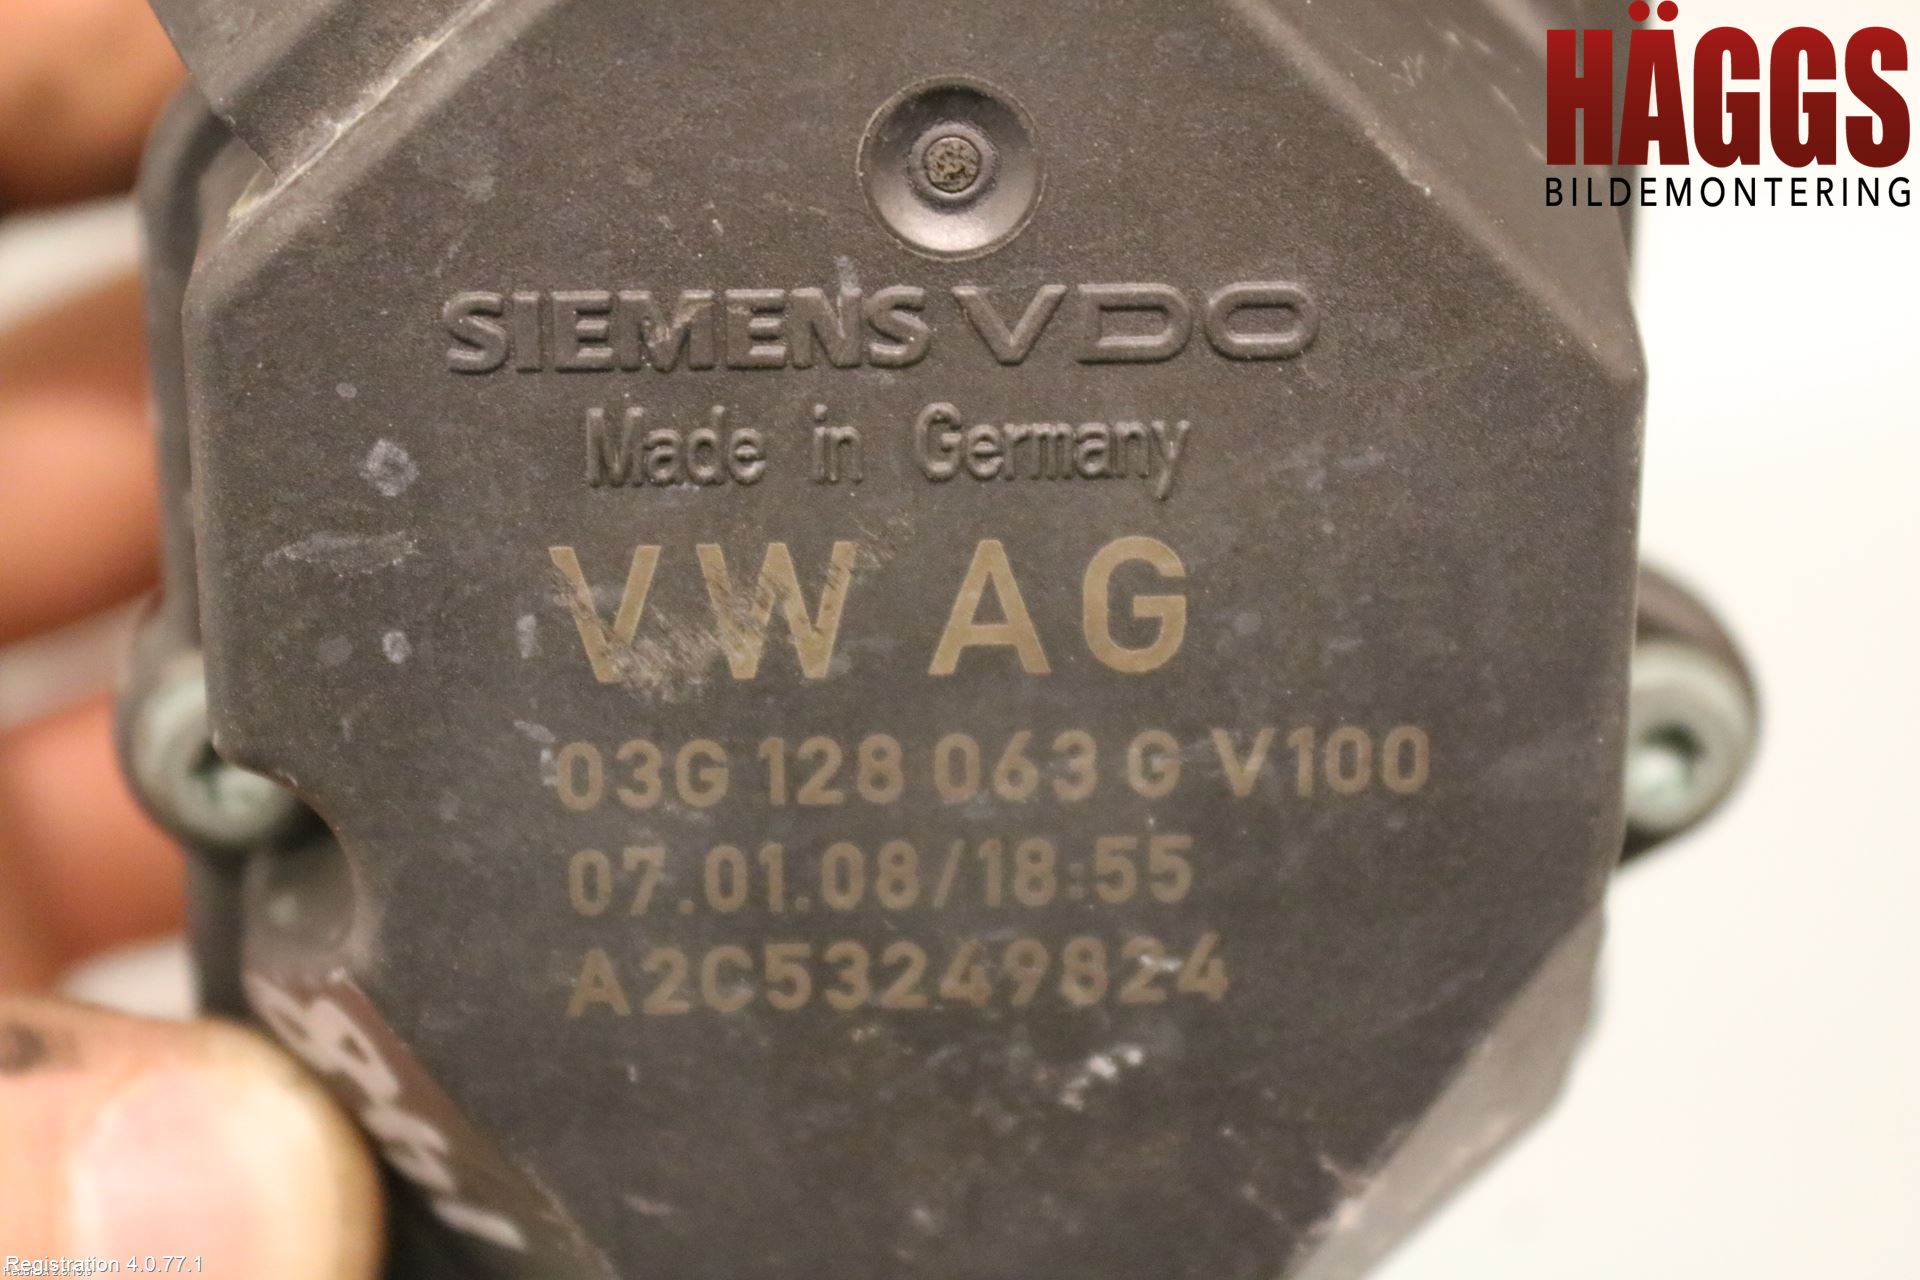 HÄGGS
BILDEMONTERING
SIEMENS VDO
Made in Germany
VW AG
03G 128 063 G V100
07.01.08/18:55
A2C53249824
Registration 4.0.77.1